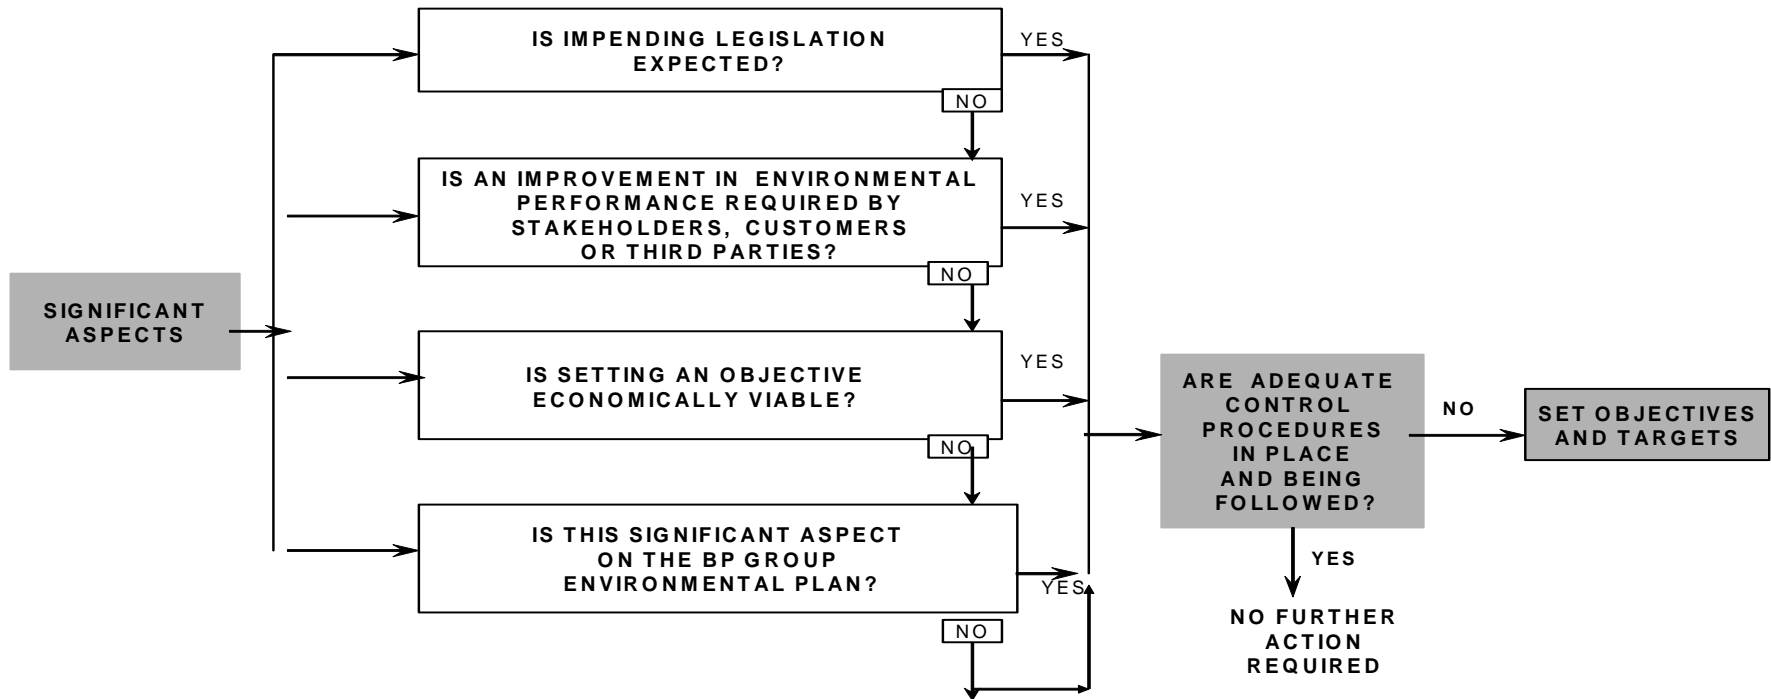 IS IMPENDING LEGISLATION
EXPECTED?
YES
NO
IS AN IMPROVEMENT IN ENVIRONMENTAL
PERFORMANCE REQUIRED BY
STAKEHOLDERS, CUSTOMERS
OR THIRD PARTIES?
YES
NO
SIGNIFICANT
ASPECTS
IS SETTING AN OBJECTIVE
ECONOMICALLY VIABLE?
YES
NO
IS THIS SIGNIFICANT ASPECT
ON THE BP GROUP
ENVIRONMENTAL PLAN?
YES
NO
ARE ADEQUATE
CONTROL
PROCEDURES
IN PLACE
AND BEING
FOLLOWED?
NO
SET OBJECTIVES
AND TARGETS
YES
NO FURTHER
ACTION
REQUIRED